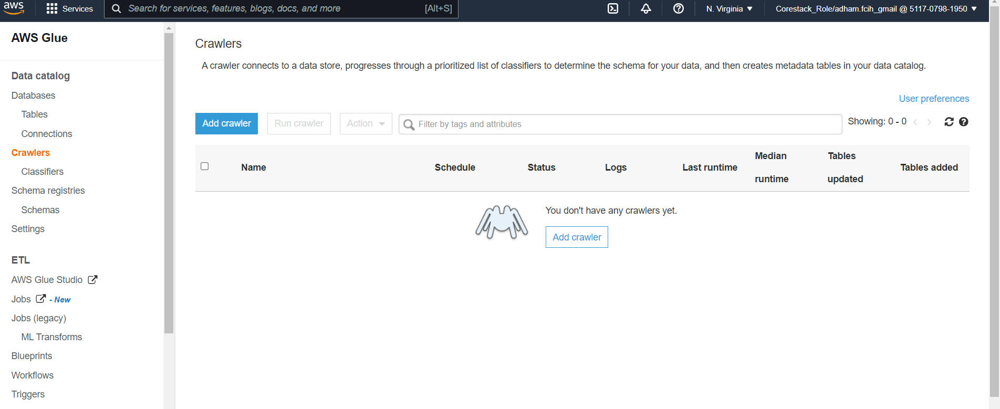 aws
Services
Search for services, features, blogs, docs, and more
[Alt+S]
N. Virginia
Corestack_Role/adham.fcih_gmail @ 5117-0798-1950
AWS Glue
Data catalog
Databases
Tables
Connections
Crawlers
Classifiers
Schema registries
Schemas
Settings
ETL
AWS Glue Studio
Jobs - New
Jobs (legacy)
ML Transforms
Blueprints
Workflows
Triggers
Crawlers
A crawler connects to a data store, progresses through a prioritized list of classifiers to determine the schema for your data, and then creates metadata tables in your data catalog.
User preferences
Add crawler
Run crawler
Action
Filter by tags and attributes
Showing: 0 - 0
Name
Schedule
Status
Logs
Last runtime
Median
runtime
Tables
updated
Tables added
You don't have any crawlers yet.
Add crawler